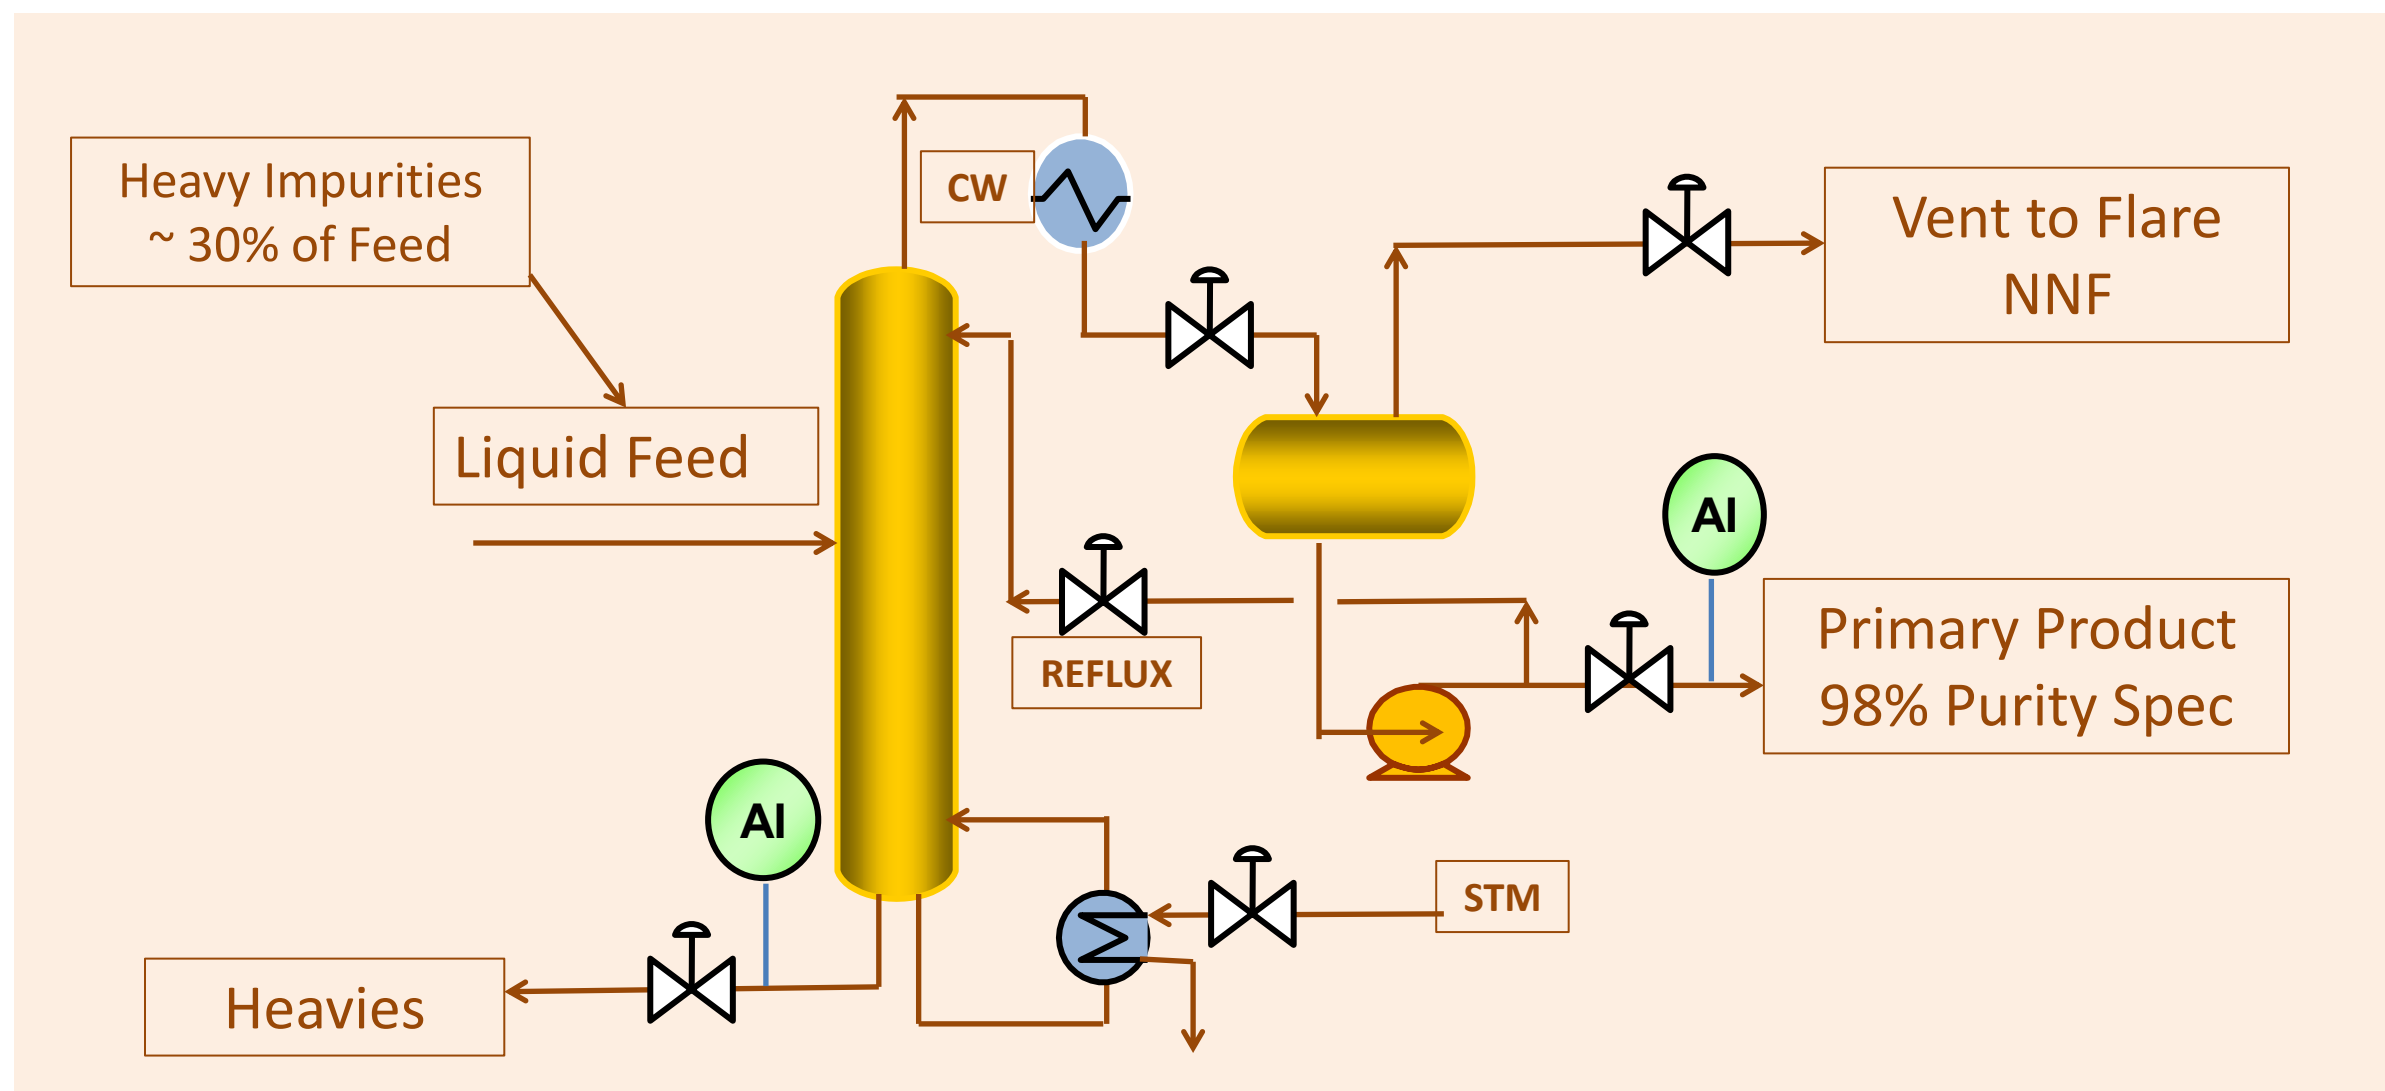 Heavy Impurities
~ 30% of Feed
CW
Vent to Flare
NNF
Liquid Feed
AI
REFLUX
Primary Product
98% Purity Spec
AI
STM
Heavies